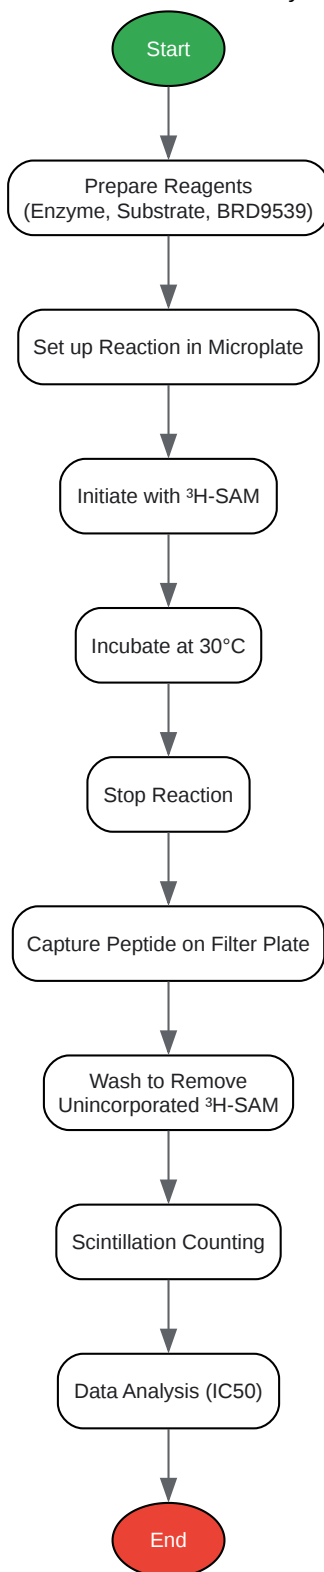 Start
Prepare Reagents
(Enzyme, Substrate, BRD9539)
Set up Reaction in Microplate
Initiate with ³H-SAM
Incubate at 30°C
Stop Reaction
Capture Peptide on Filter Plate
Wash to Remove
Unincorporated ³H-SAM
Scintillation Counting
Data Analysis (IC50)
End